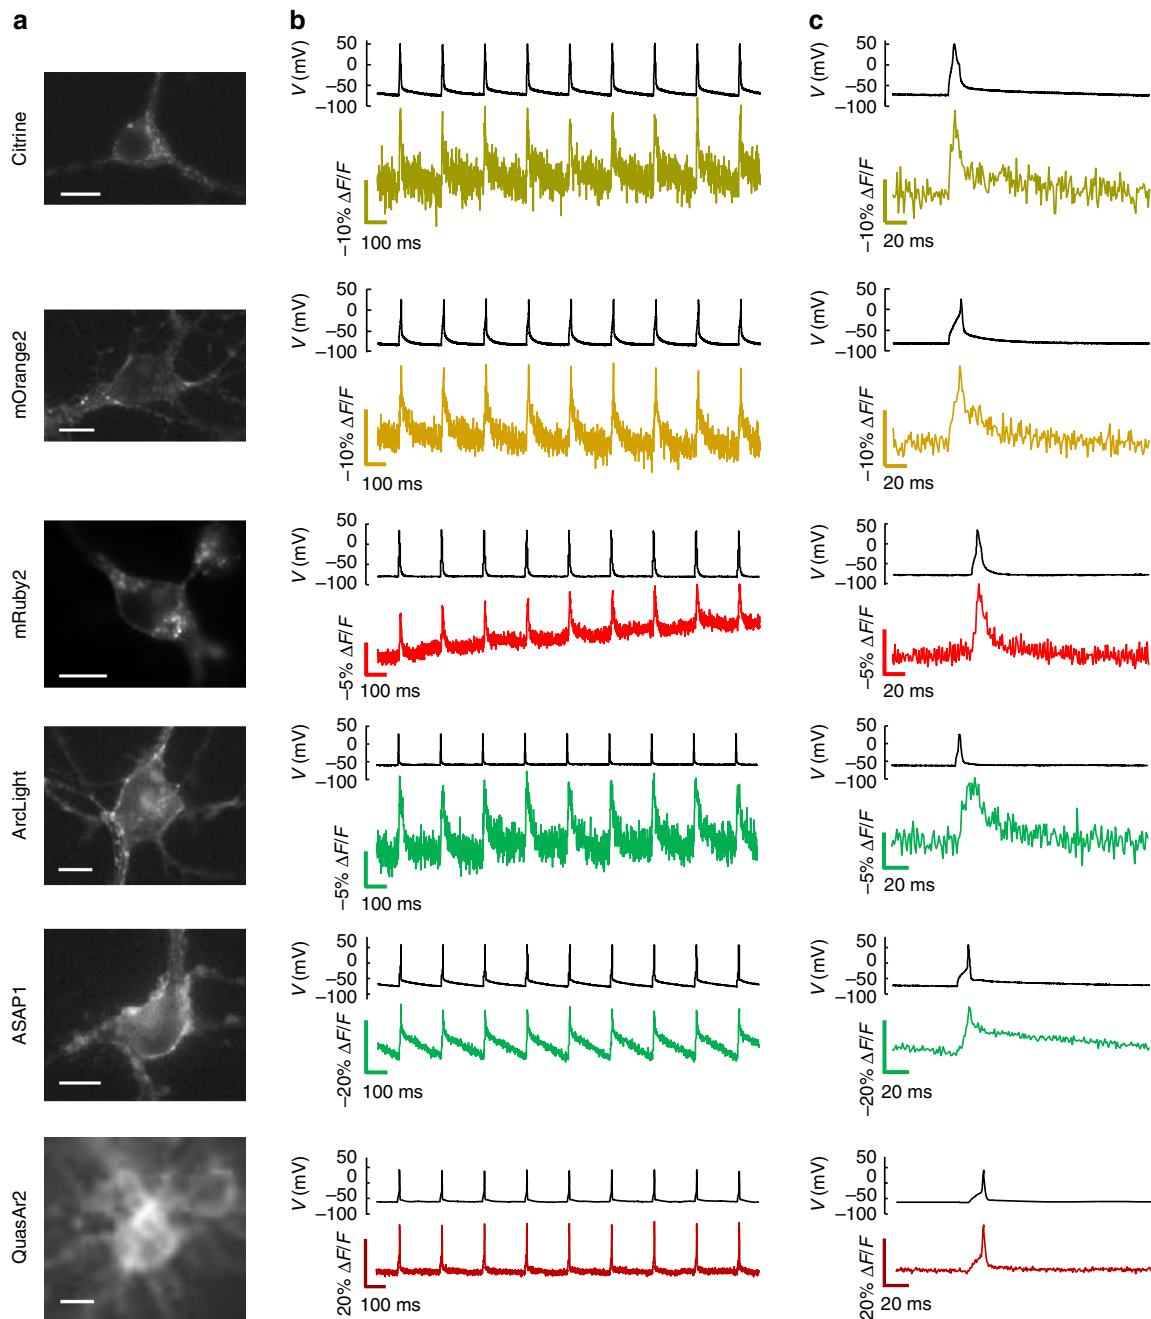 a
b
c
Citrine
V (mV)
50
0
−50
−100
−10% ΔF/F
100 ms
V (mV)
50
0
−50
−100
−10% ΔF/F
20 ms
mOrange2
V (mV)
50
0
−50
−100
−10% ΔF/F
100 ms
V (mV)
50
0
−50
−100
−10% ΔF/F
20 ms
mRuby2
V (mV)
50
0
−50
−100
−5% ΔF/F
100 ms
V (mV)
50
0
−50
−100
−5% ΔF/F
20 ms
ArcLight
V (mV)
50
0
−50
−100
−5% ΔF/F
100 ms
V (mV)
50
0
−50
−100
−5% ΔF/F
20 ms
ASAP1
V (mV)
50
0
−50
−100
−20% ΔF/F
100 ms
V (mV)
50
0
−50
−100
−20% ΔF/F
20 ms
QuasAr2
V (mV)
50
0
−50
−100
20% ΔF/F
100 ms
V (mV)
50
0
−50
−100
20% ΔF/F
20 ms